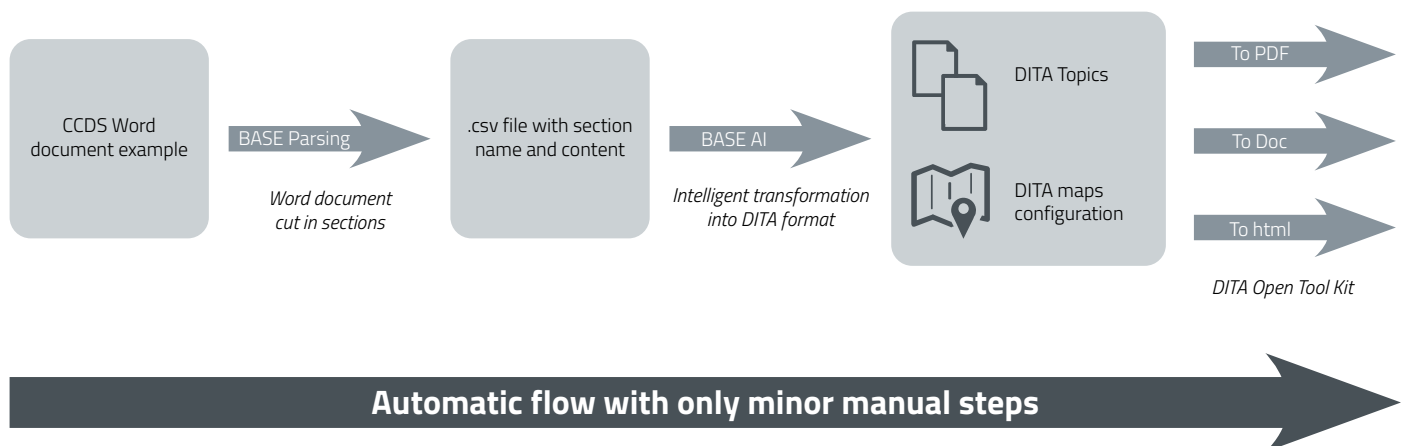 CCDS Word
document example
BASE Parsing
Word document
cut in sections
.csv file with section
name and content
BASE AI
Intelligent transformation
into DITA format
DITA Topics
DITA maps
configuration
To PDF
To Doc
To html
DITA Open Tool Kit
Automatic flow with only minor manual steps